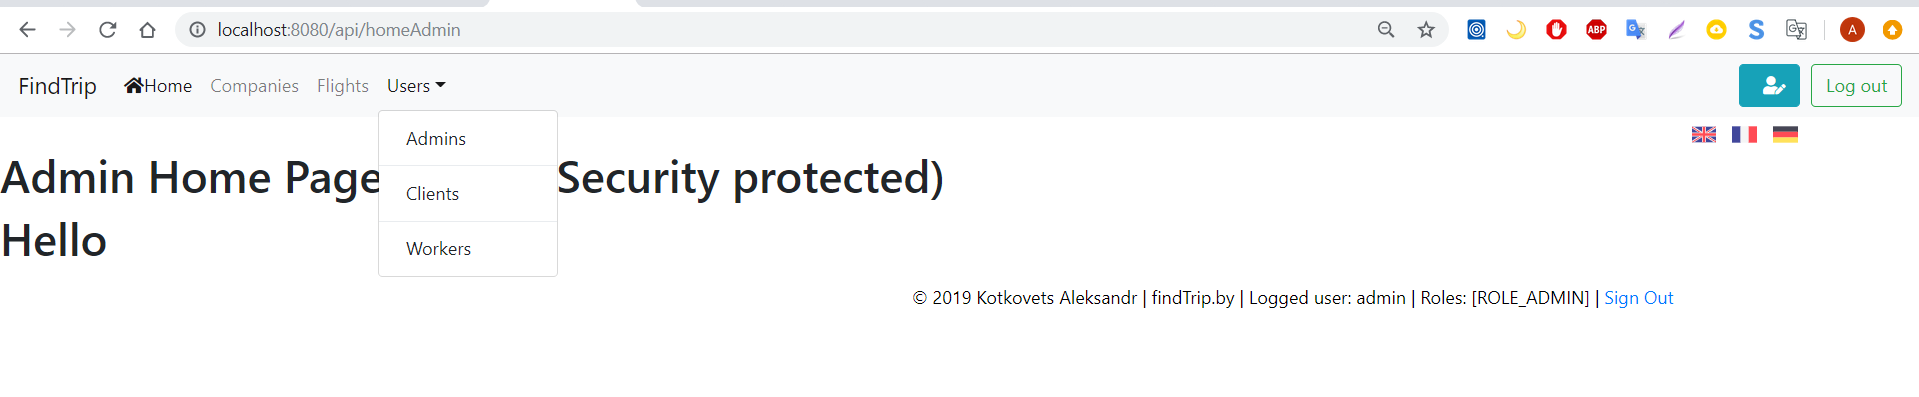 localhost:8080/api/homeAdmin
ABP
S
A
FindTrip Home Companies Flights Users Log out
Admins
Clients
Workers
Admin Home Page Security protected)
Hello
© 2019 Kotkovets Aleksandr | findTrip.by | Logged user: admin | Roles: [ROLE_ADMIN] | Sign Out